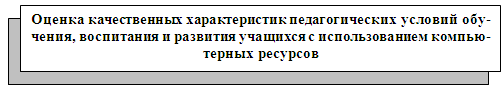 Оценка качественных характеристик педагогических условий обу-
чения, воспитания и развития учащихся с использованием компью-
терных ресурсов